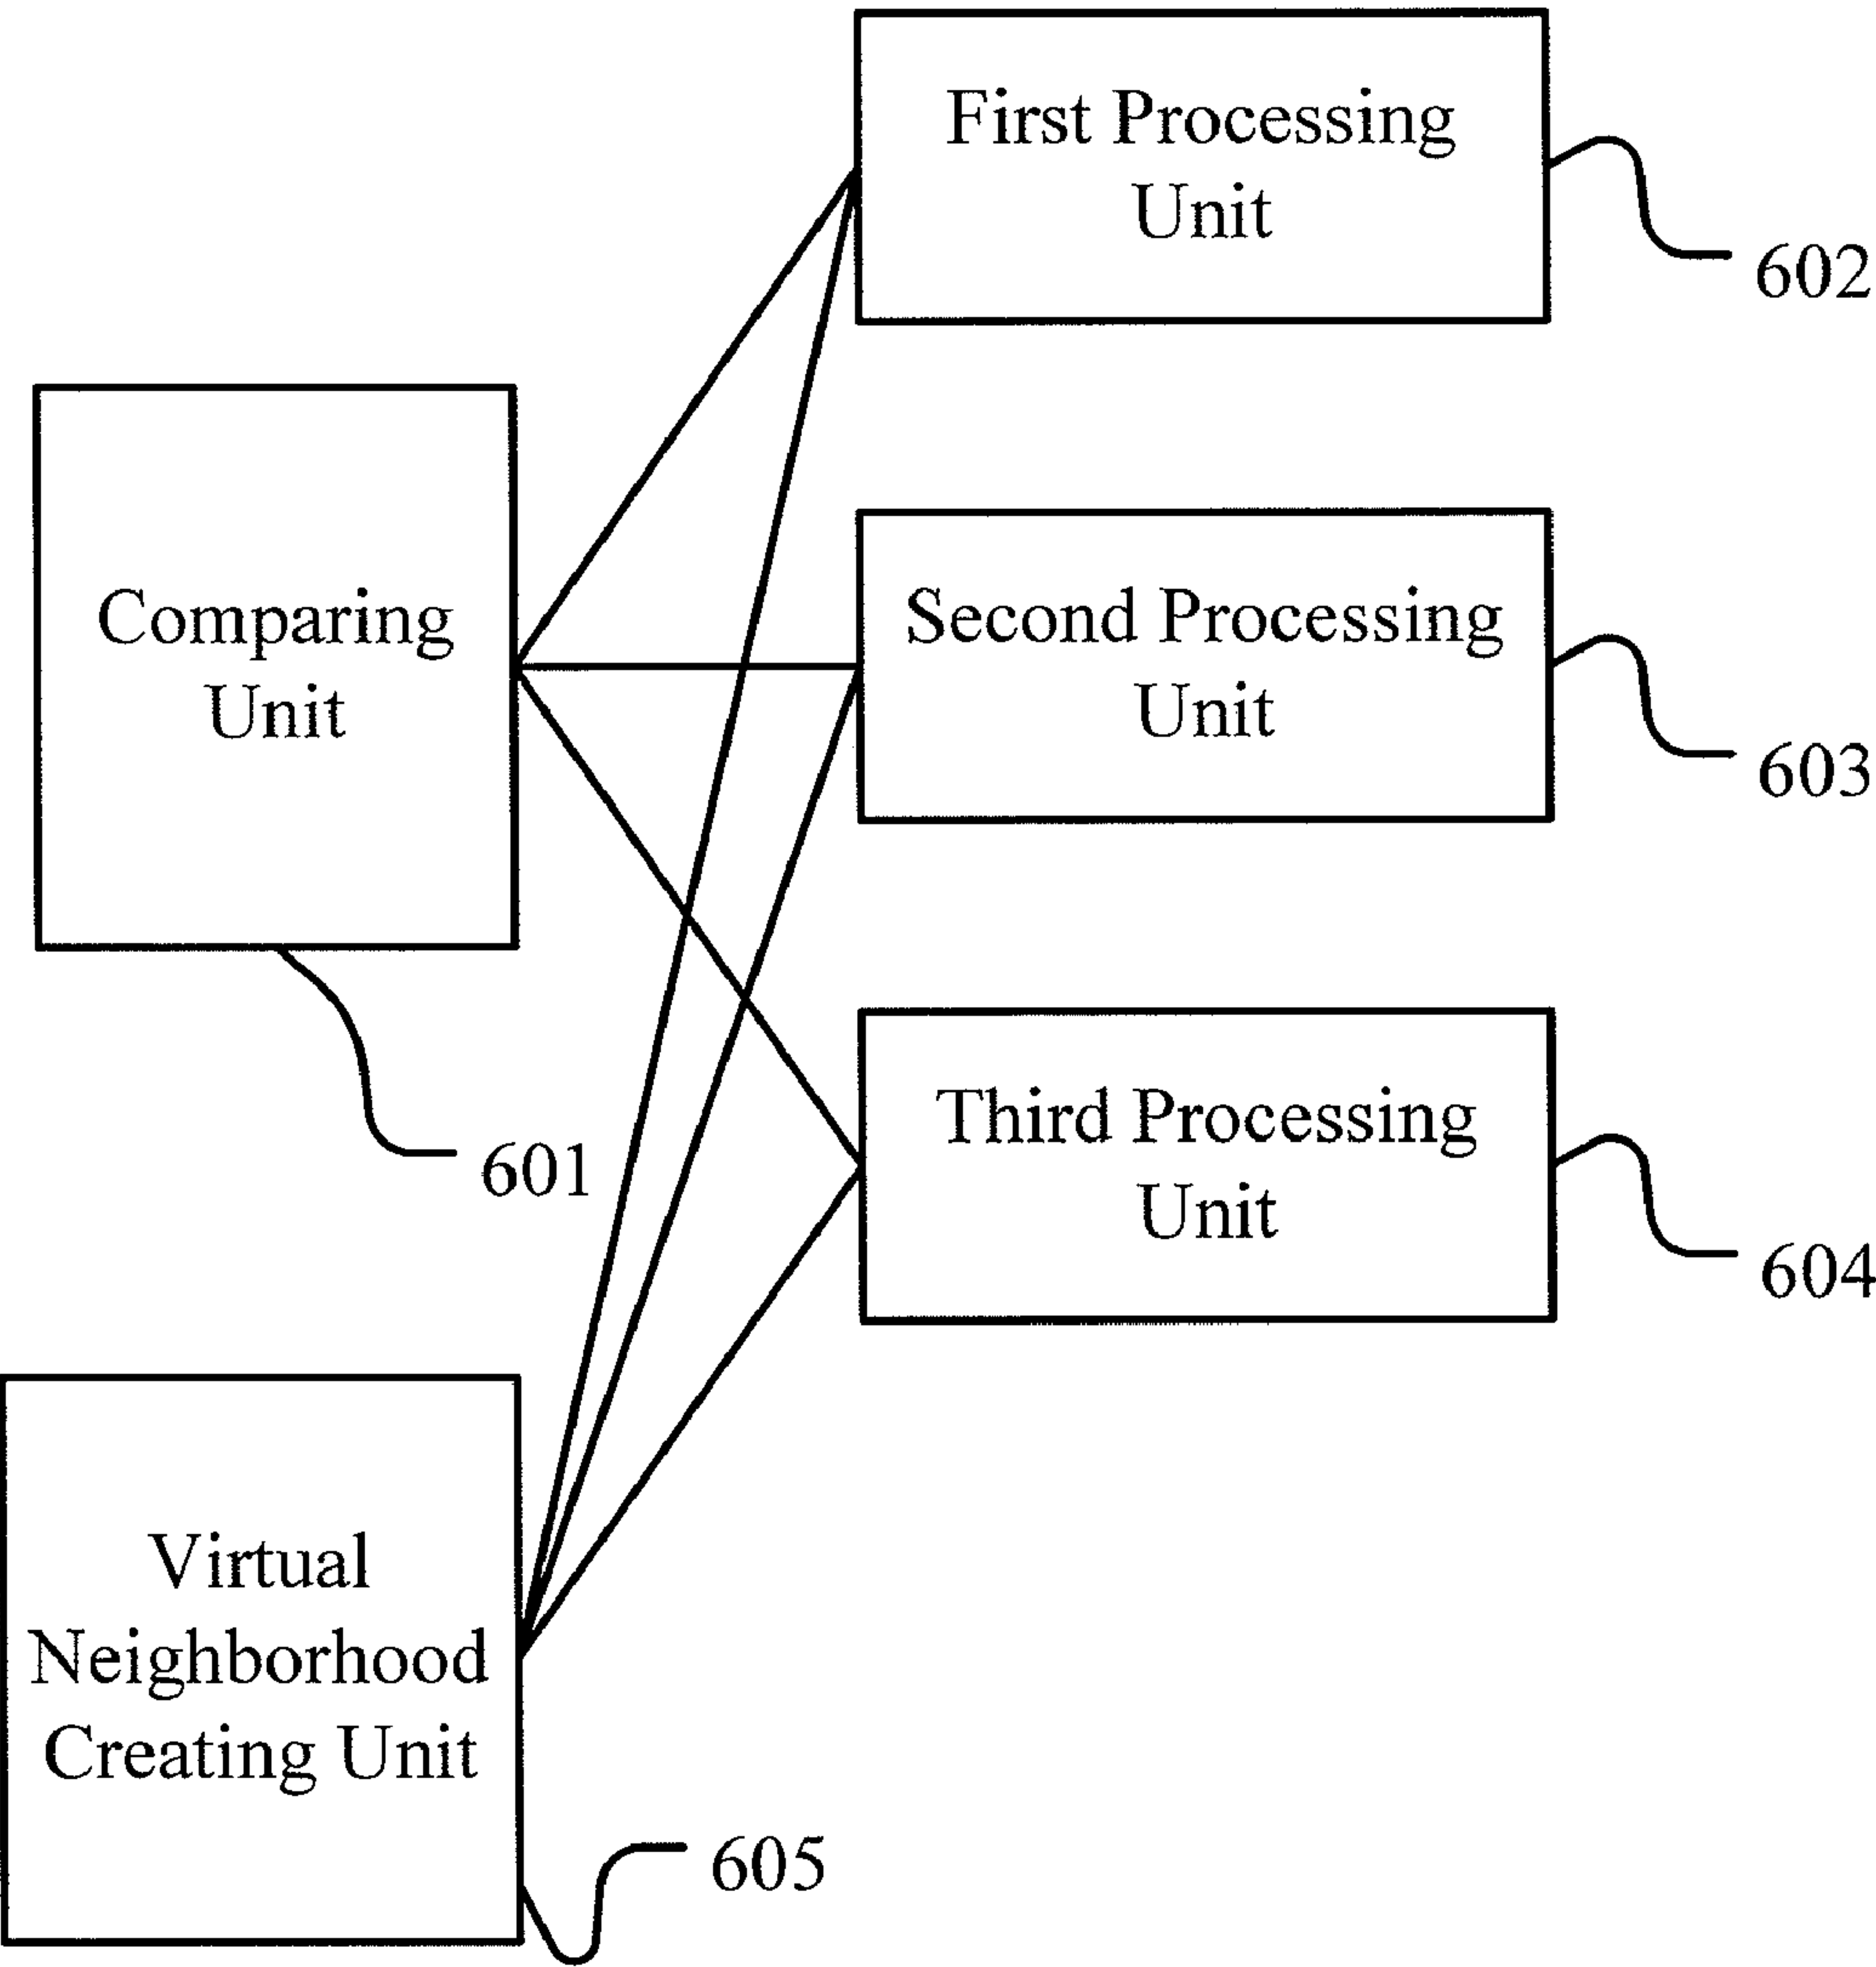 First Processing
Unit
602
Comparing
Unit
601
Second Processing
Unit
603
Third Processing
Unit
604
Virtual
Neighborhood
Creating Unit
605